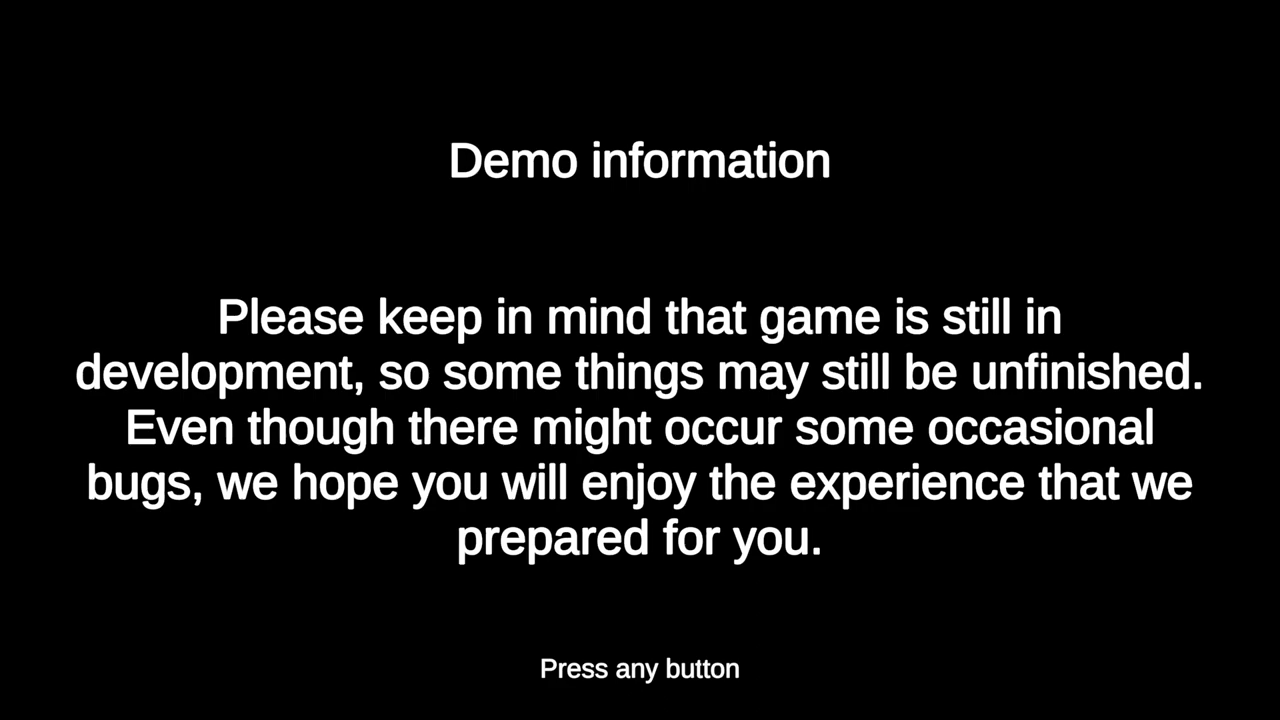 Demo information
Please keep in mind that game is still in
development, so some things may still be unfinished.
Even though there might occur some occasional
bugs, we hope you will enjoy the experience that we
prepared for you.
Press any button